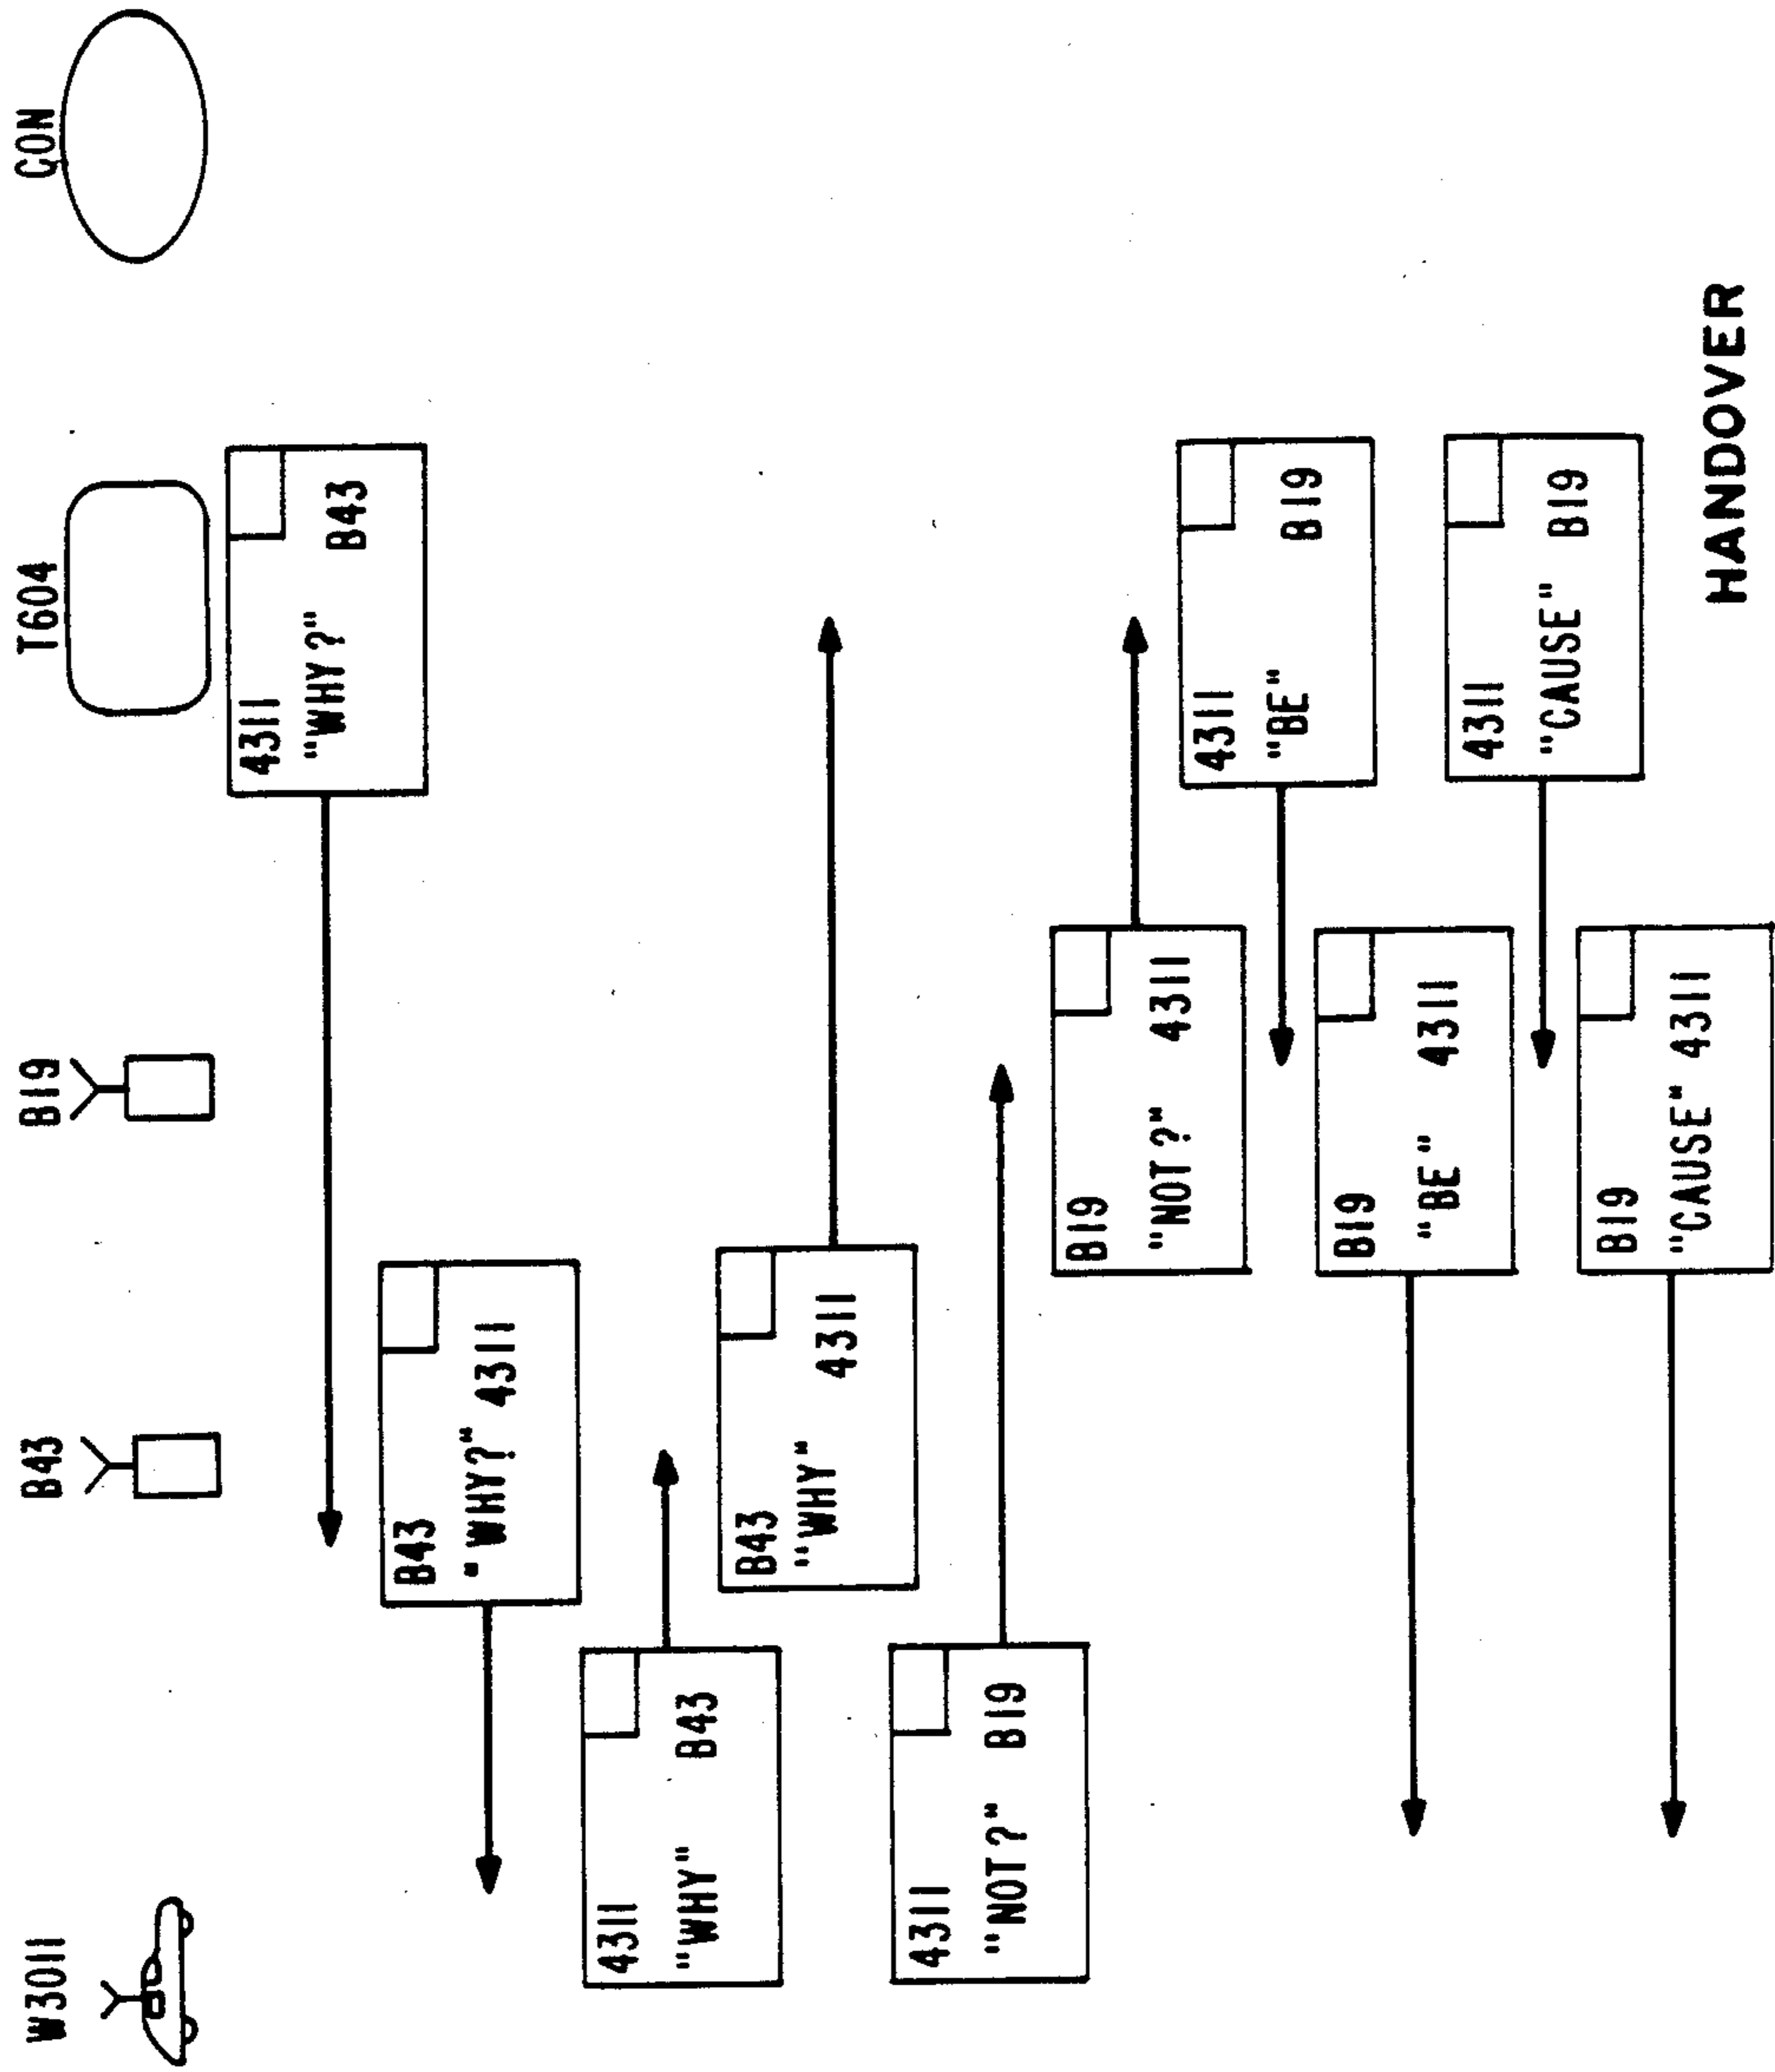 W3011
B43
B19
T604
CON
4311
"WHY?" B43
B43
"WHY?" 4311
4311
"WHY" B43
B43
"WHY" 4311
4311
"NOT?" B19
B19
"NOT?" 4311
4311
"BE" B19
B19
"BE" 4311
4311
"CAUSE" B19
B19
"CAUSE" 4311
HANDOVER